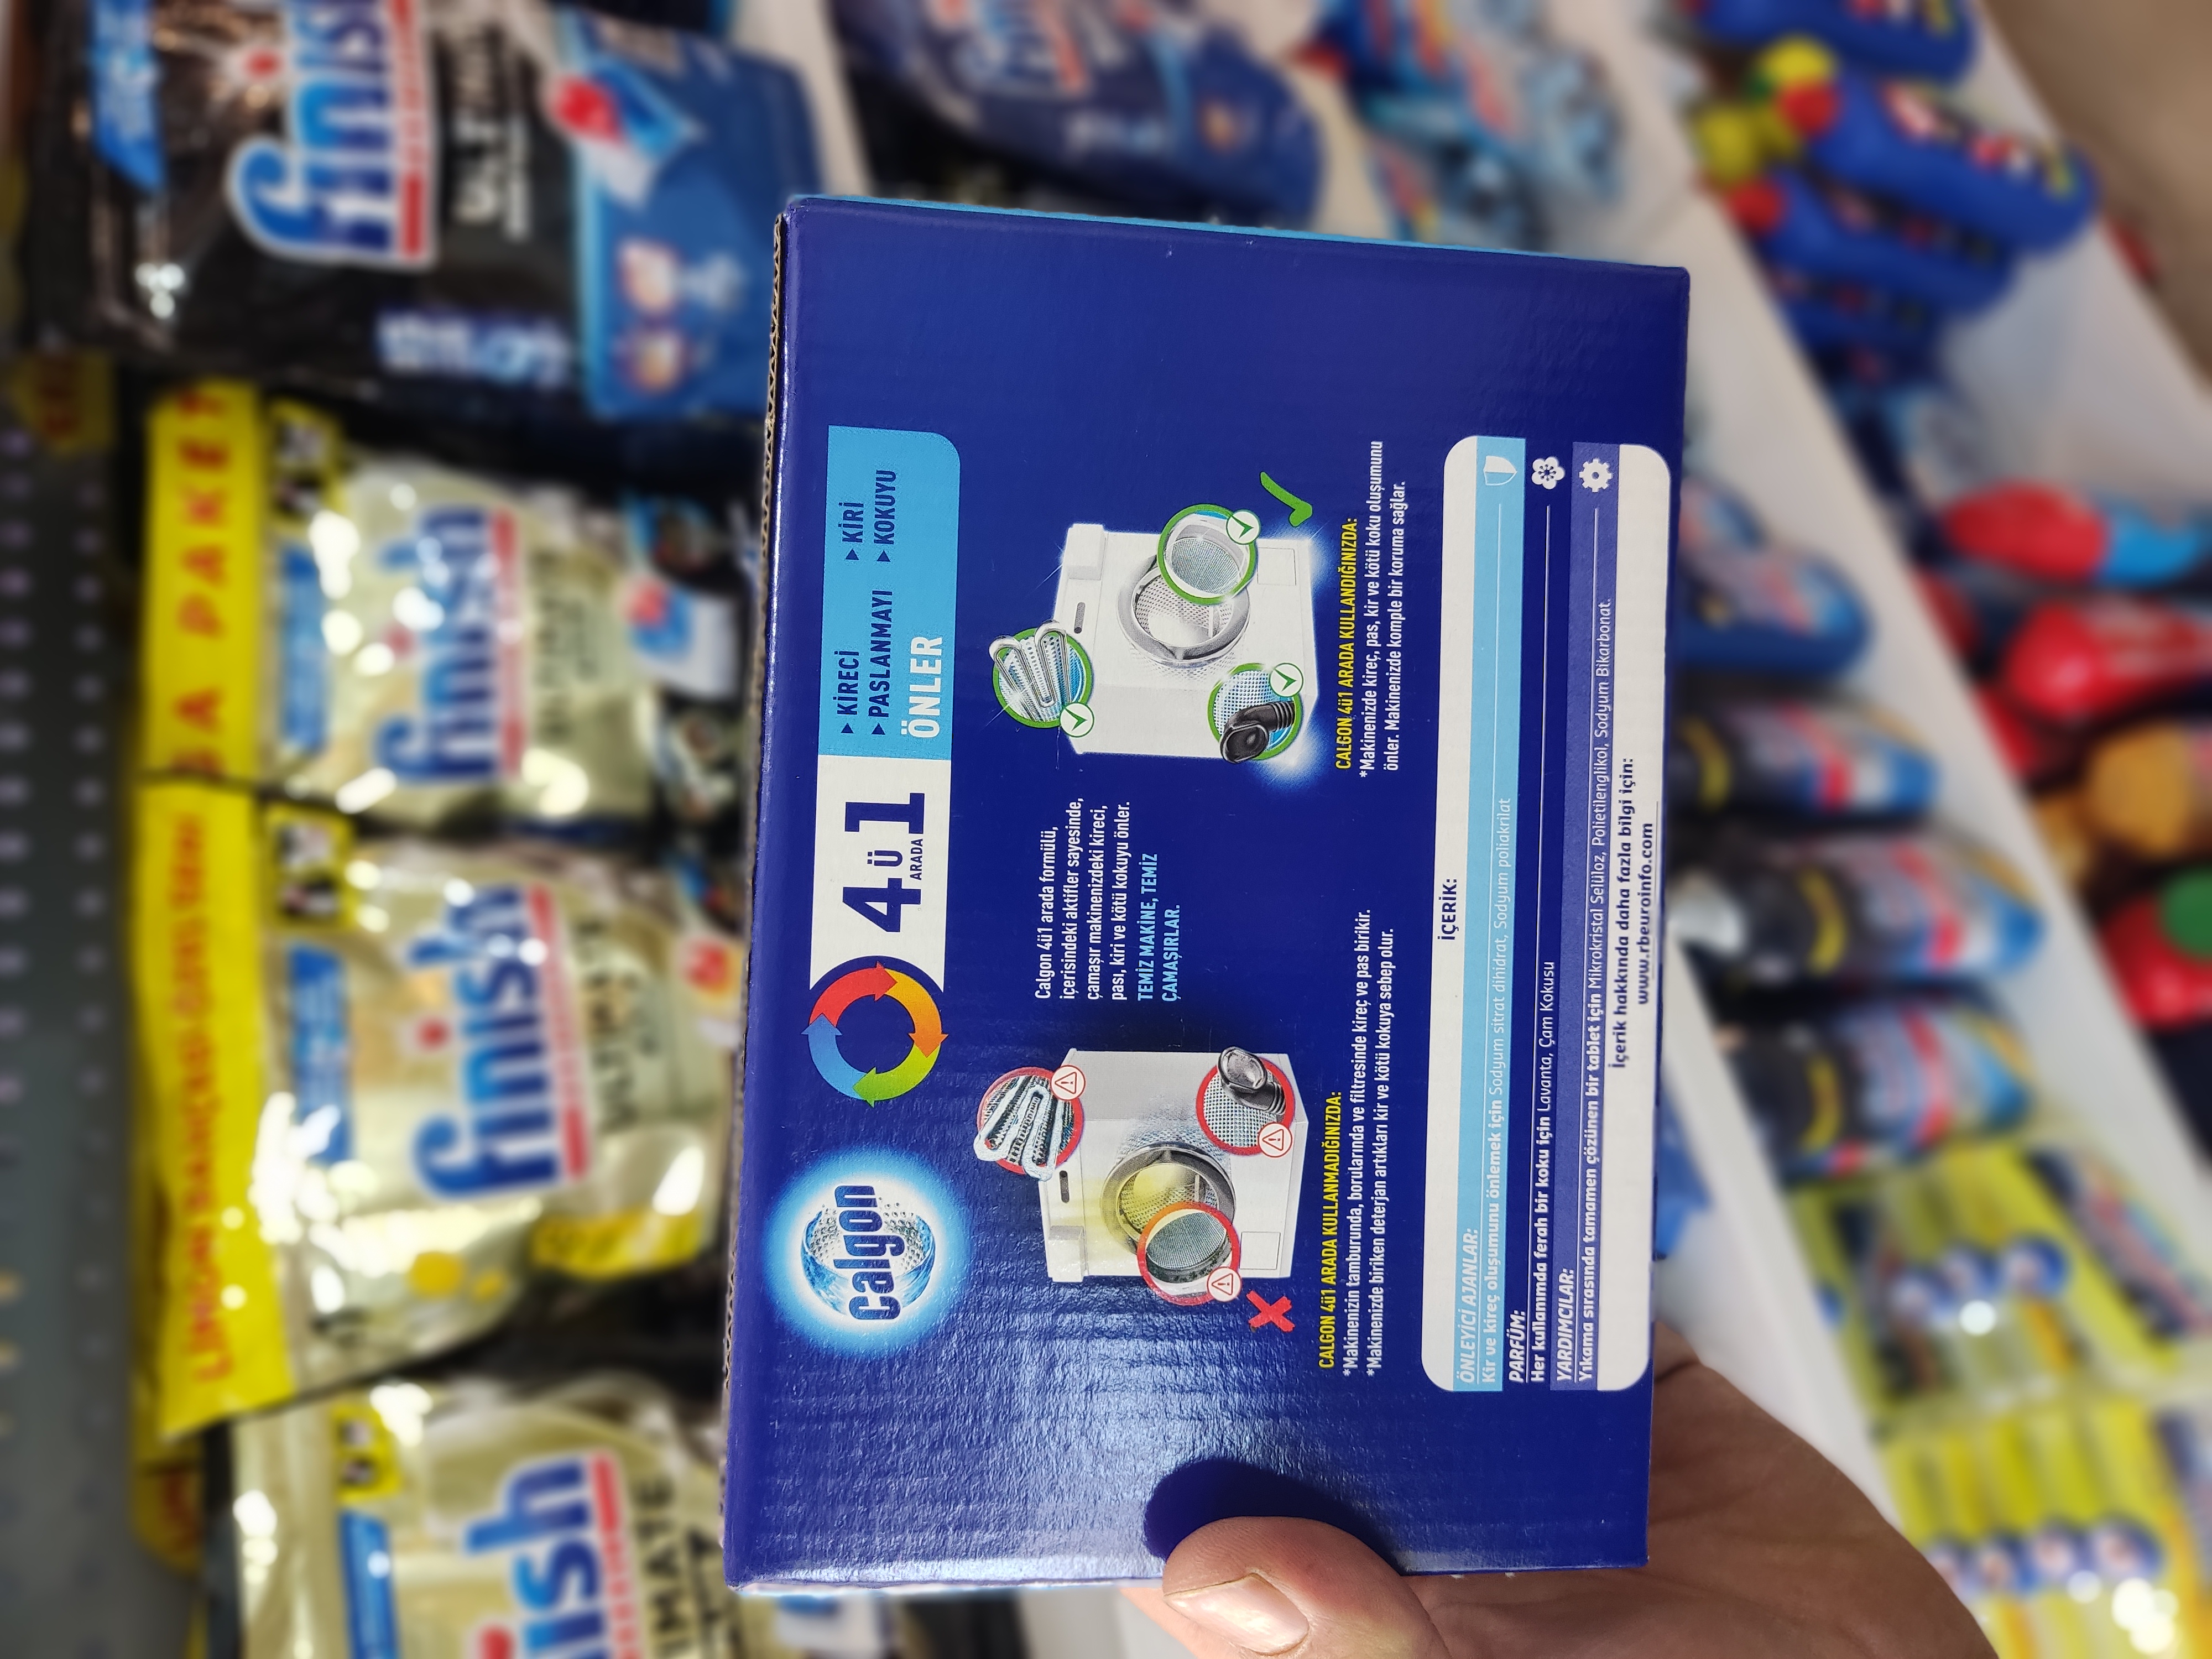 Calgon
4ü1
ARADA
▸ KİRECİ ▸ KİRİ
▸ PASLANMAYI ▸ KOKUYU
ÖNLER
Calgon 4ü1 arada formülü,
içerisindeki aktifler sayesinde,
çamaşır makinenizdeki kireci,
pası, kiri ve kötü kokuyu önler.
TEMİZ MAKİNE, TEMİZ
ÇAMAŞIRLAR.
CALGON 4ü1 ARADA KULLANMADIĞINIZDA:
*Makinenizin tamburunda, borularında ve filtresinde kireç ve pas birikir.
*Makinenizde biriken deterjan artıkları kir ve kötü kokuya sebep olur.
CALGON 4ü1 ARADA KULLANDIĞINIZDA:
*Makinenizde kireç, pas, kir ve kötü koku oluşumunu
önler. Makinenizde komple bir koruma sağlar.
İÇERİK:
ÖNLEYİCİ AJANLAR:
Kir ve kireç oluşumunu önlemek için Sodyum sitrat dihidrat, Sodyum poliakrilat
PARFÜM:
Her kullanımda ferah bir koku için Lavanta, Çam Kokusu
YARDIMCILAR:
Yıkama sırasında tamamen çözünen bir tablet için Mikrokristal Selüloz, Polietilenglikol, Sodyum Bikarbonat.
İçerik hakkında daha fazla bilgi için:
www.rbeuroinfo.com
finish
ULTIMATE
finish
ULTIMATE
finish
finish
ULTIMATE